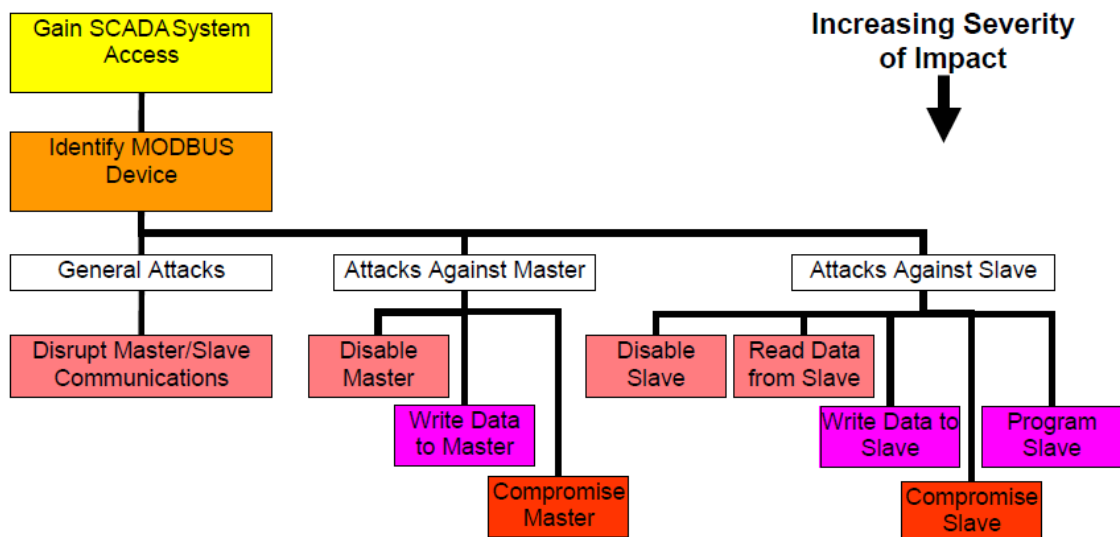 Gain SCADA System
Access
Increasing Severity
of Impact
Identify MODBUS
Device
General Attacks
Attacks Against Master
Attacks Against Slave
Disrupt Master/Slave
Communications
Disable
Master
Disable
Slave
Read Data
from Slave
Write Data
to Master
Write Data to
Slave
Program
Slave
Compromise
Master
Compromise
Slave